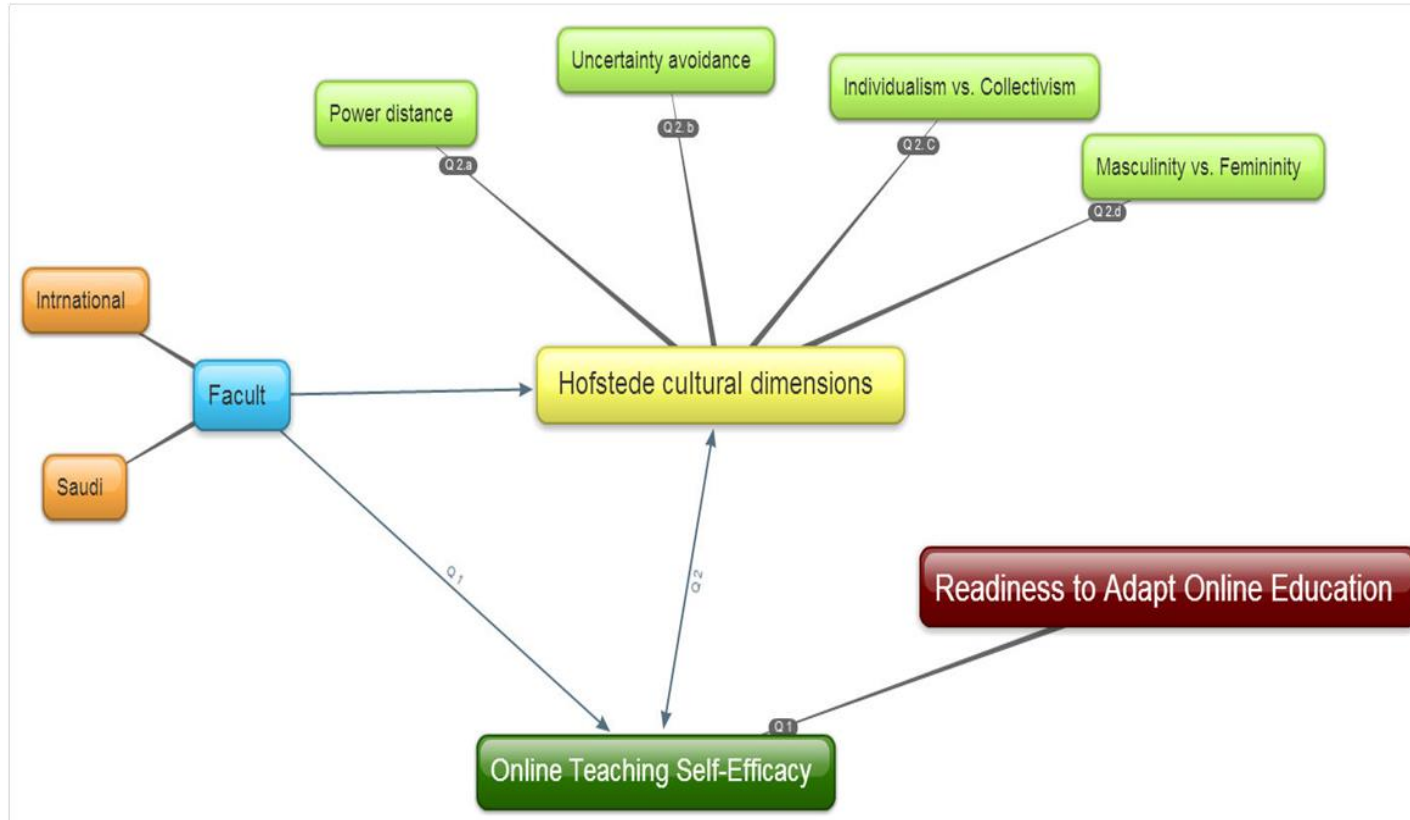 Uncertainty avoidance
Individualism vs. Collectivism
Power distance
Q 2. b
Q 2. C
Q 2.a
Masculinity vs. Femininity
Q 2.d
Intrnational
Facult
Hofstede cultural dimensions
Saudi
Q 1
Q 2
Readiness to Adapt Online Education
Q 1
Online Teaching Self-Efficacy